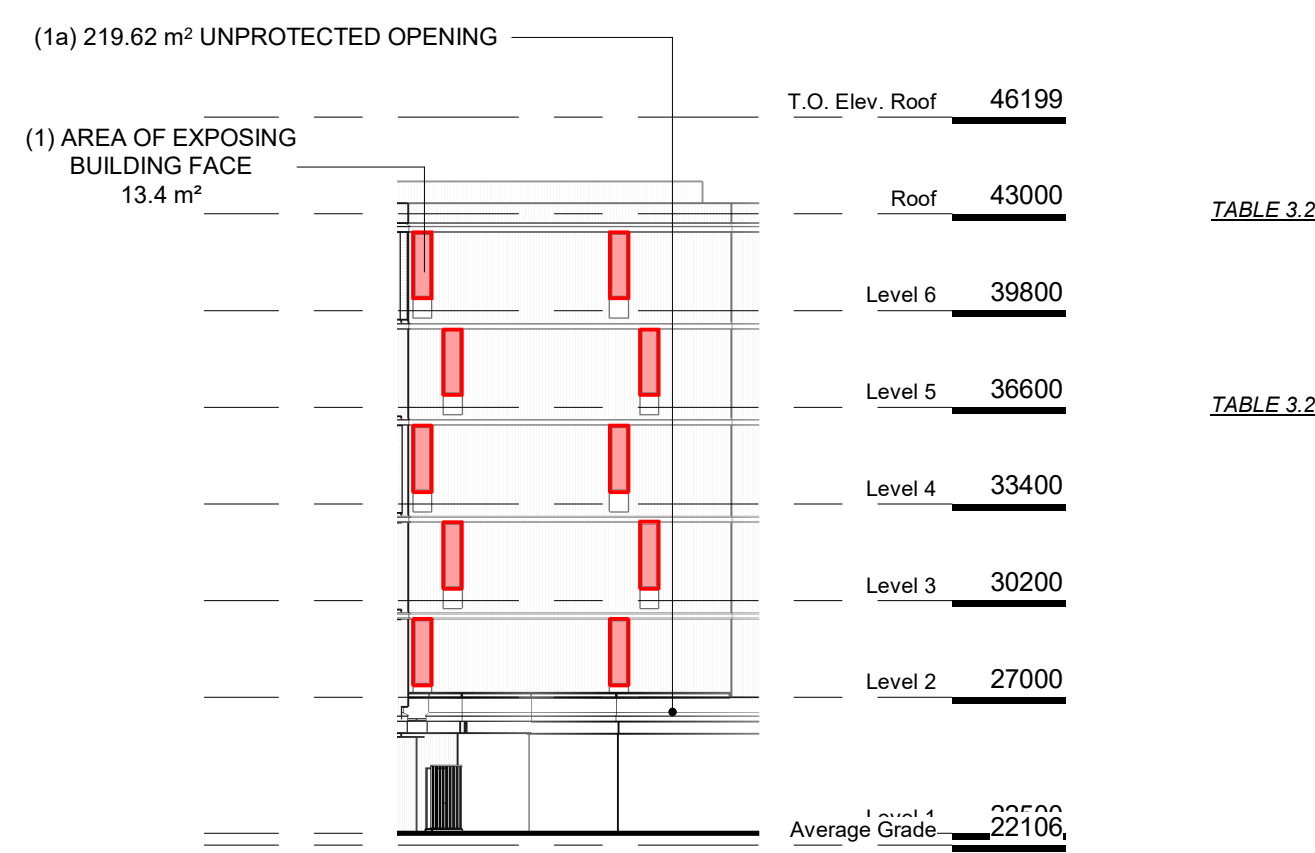 (1a) 219.62 m² UNPROTECTED OPENING
T.O. Elev. Roof 46199
(1) AREA OF EXPOSING
BUILDING FACE
13.4 m²
Roof 43000
TABLE 3.2
Level 6 39800
Level 5 36600
TABLE 3.2
Level 4 33400
Level 3 30200
Level 2 27000
Average Grade 22106